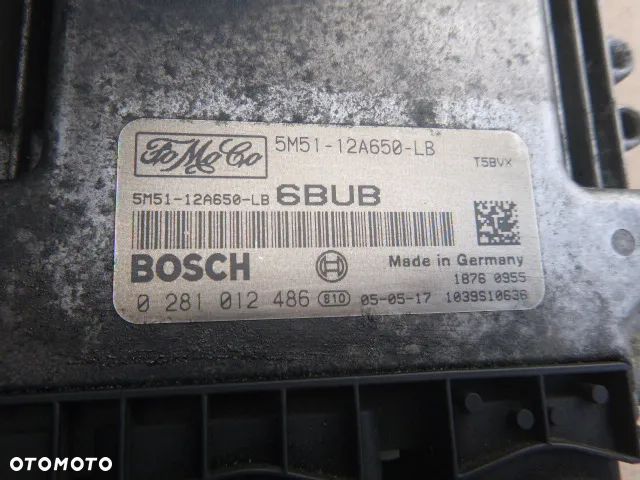 FoMoCo
5M51-12A650-LB
T5BVX
5M51-12A650-LB 6BUB
BOSCH
Made in Germany
1876 0955
0 281 012 486 810 05-05-17 1039S10636
OTOMOTO